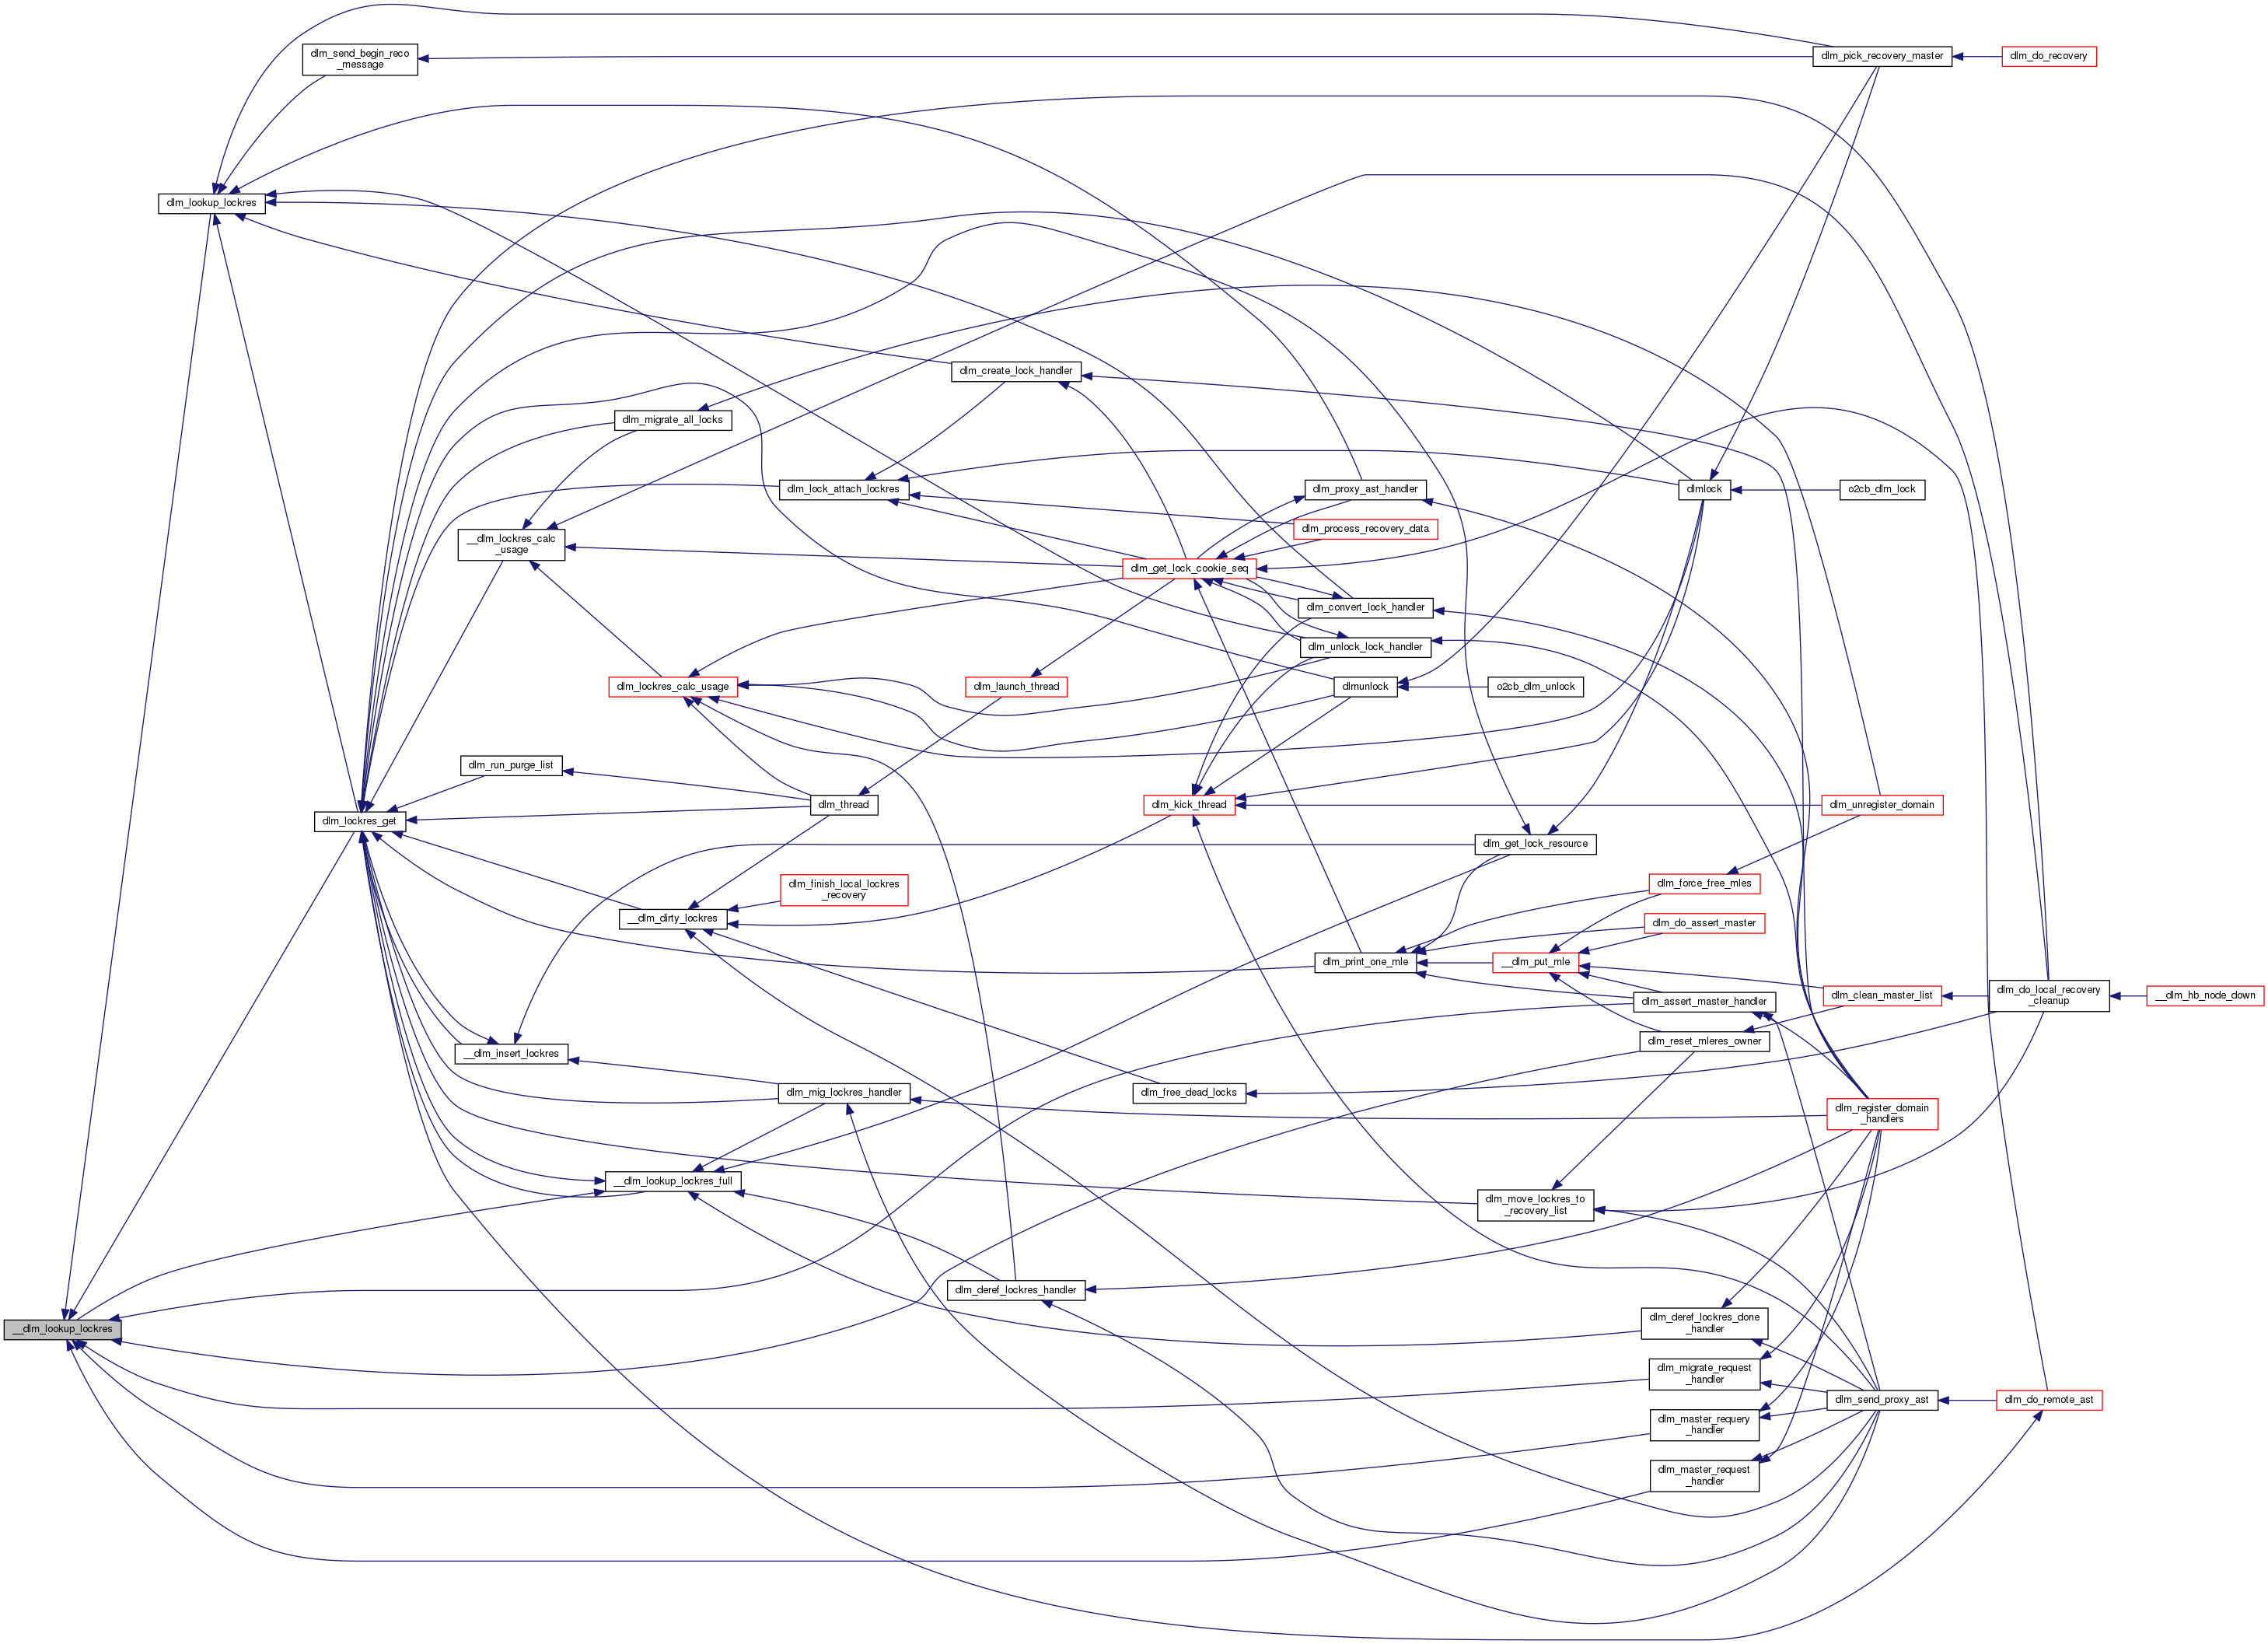 dlm_send_begin_reco
_message
dlm_pick_recovery_master
dlm_do_recovery
dlm_lookup_lockres
dlm_create_lock_handler
dlm_migrate_all_locks
dlm_lock_attach_lockres
dlm_proxy_ast_handler
dlmlock
o2cb_dlm_lock
dlm_process_recovery_data
__dlm_lockres_calc
_usage
dlm_get_lock_cookie_seq
dlm_convert_lock_handler
dlm_unlock_lock_handler
dlm_lockres_calc_usage
dlm_launch_thread
dlmunlock
o2cb_dlm_unlock
dlm_run_purge_list
dlm_thread
dlm_kick_thread
dlm_unregister_domain
dlm_lockres_get
dlm_get_lock_resource
dlm_finish_local_lockres
_recovery
dlm_force_free_mles
__dlm_dirty_lockres
dlm_do_assert_master
dlm_print_one_mle
__dlm_put_mle
dlm_assert_master_handler
dlm_clean_master_list
dlm_do_local_recovery
_cleanup
__dlm_hb_node_down
dlm_reset_mleres_owner
__dlm_insert_lockres
dlm_mig_lockres_handler
dlm_free_dead_locks
dlm_register_domain
_handlers
__dlm_lookup_lockres_full
dlm_move_lockres_to
_recovery_list
dlm_deref_lockres_handler
__dlm_lookup_lockres
dlm_deref_lockres_done
_handler
dlm_migrate_request
_handler
dlm_send_proxy_ast
dlm_do_remote_ast
dlm_master_requery
_handler
dlm_master_request
_handler